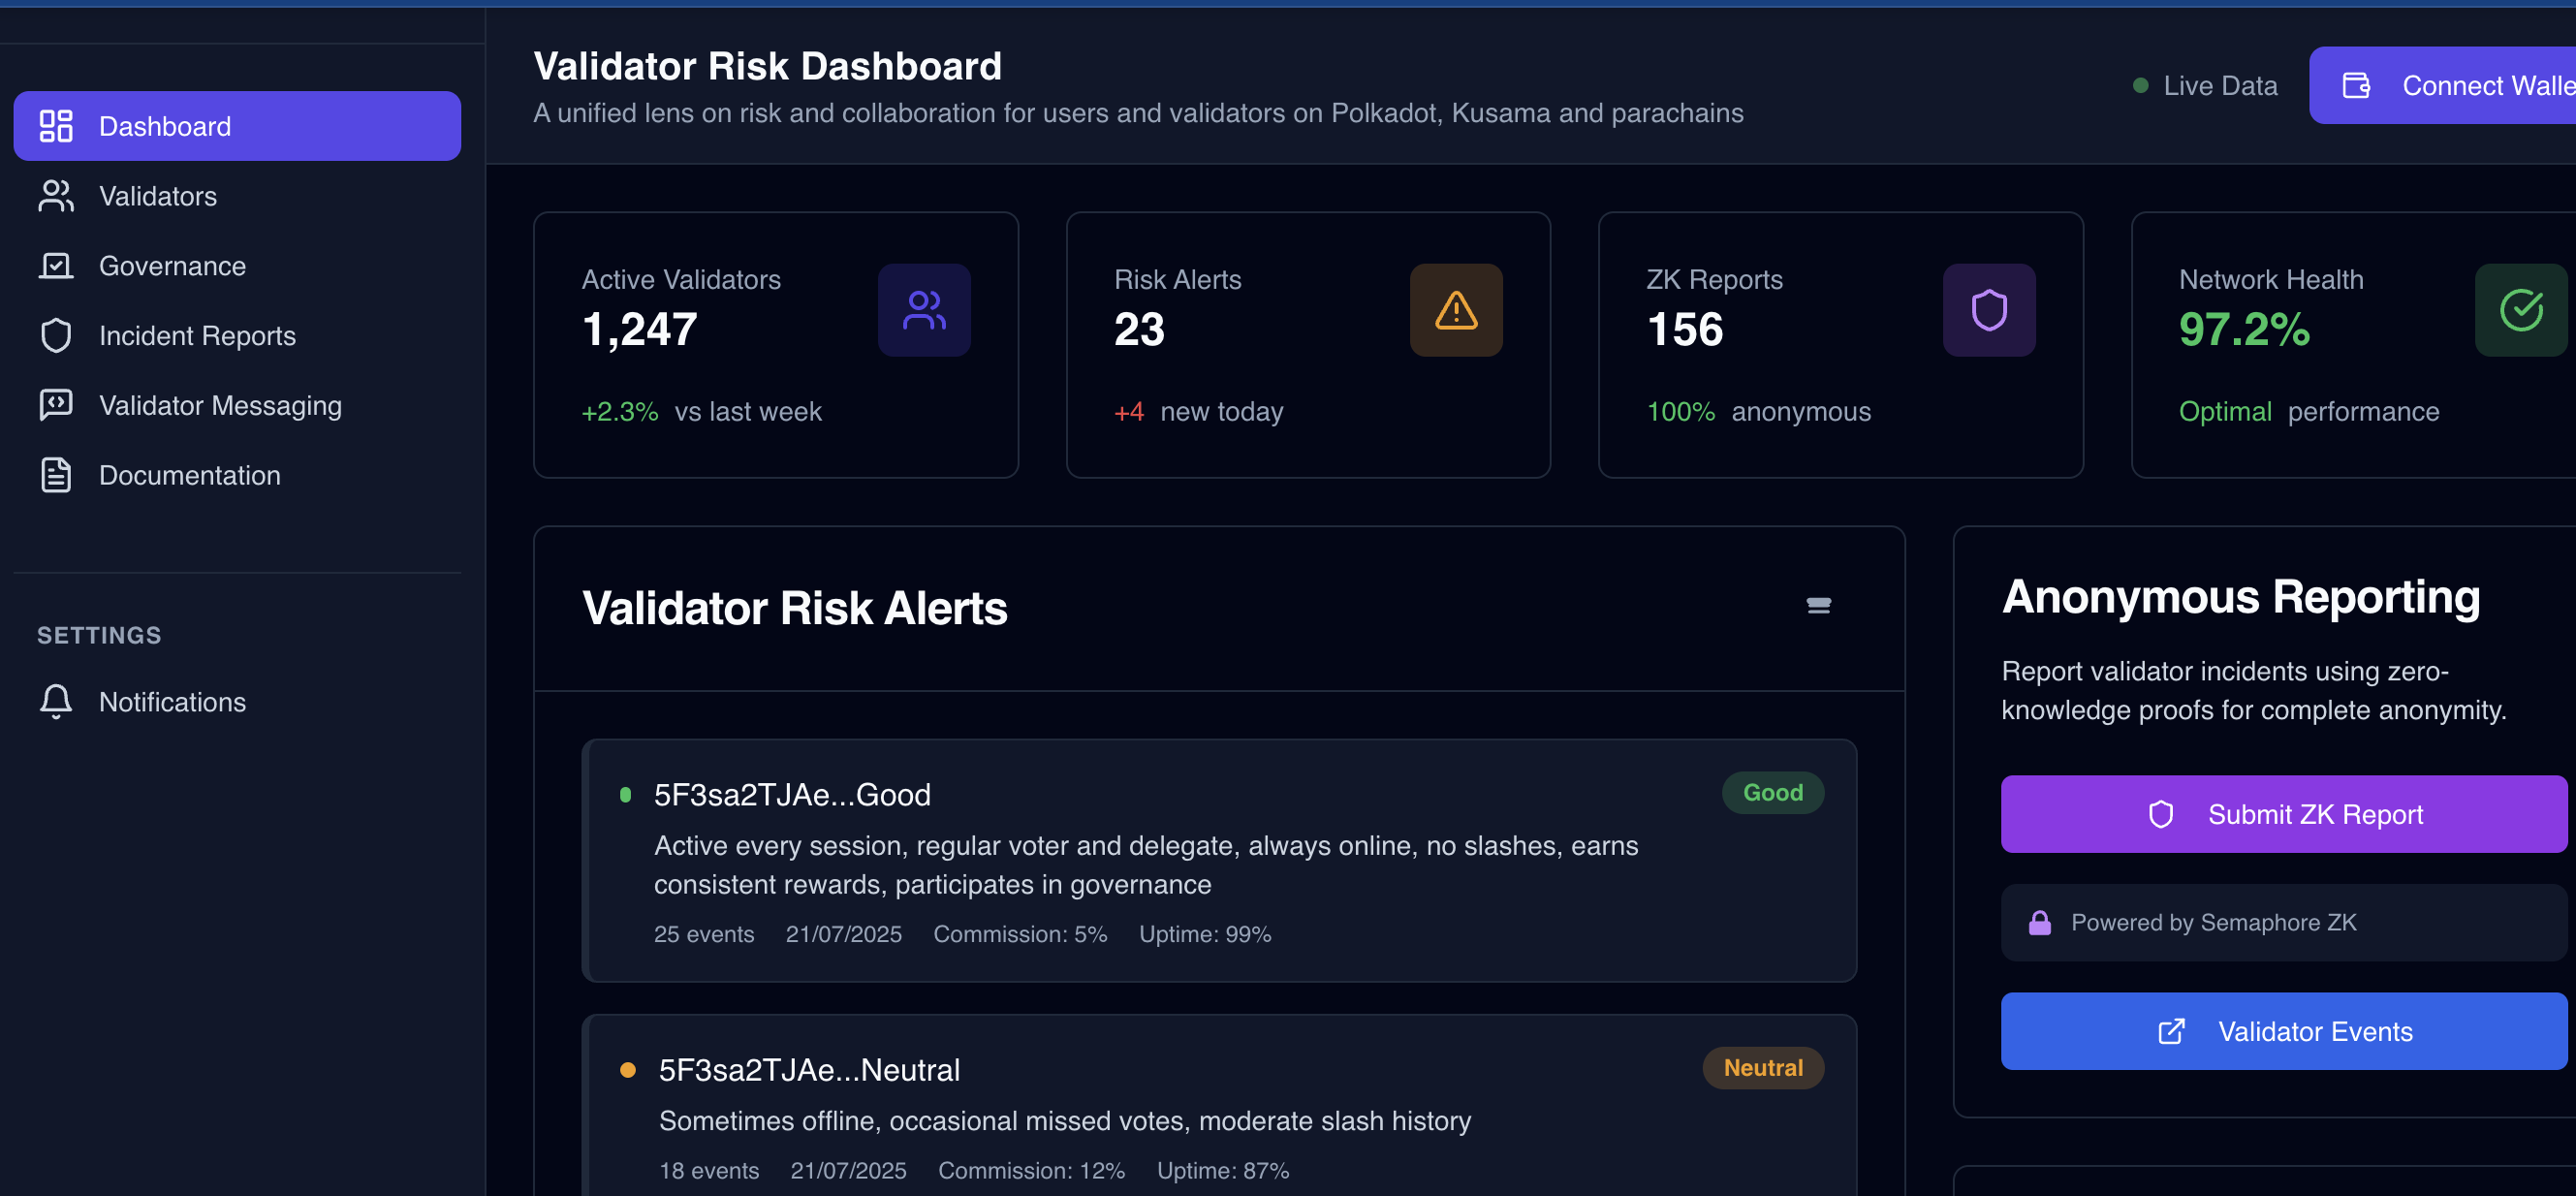 Dashboard
Validators
Governance
Incident Reports
Validator Messaging
Documentation
SETTINGS
Notifications
Validator Risk Dashboard
A unified lens on risk and collaboration for users and validators on Polkadot, Kusama and parachains
Live Data
Connect Walle
Active Validators
1,247
+2.3% vs last week
Risk Alerts
23
+4 new today
ZK Reports
156
100% anonymous
Network Health
97.2%
Optimal performance
Validator Risk Alerts
5F3sa2TJAe...Good
Good
Active every session, regular voter and delegate, always online, no slashes, earns
consistent rewards, participates in governance
25 events 21/07/2025 Commission: 5% Uptime: 99%
5F3sa2TJAe...Neutral
Neutral
Sometimes offline, occasional missed votes, moderate slash history
18 events 21/07/2025 Commission: 12% Uptime: 87%
Anonymous Reporting
Report validator incidents using zero-
knowledge proofs for complete anonymity.
Submit ZK Report
Powered by Semaphore ZK
Validator Events